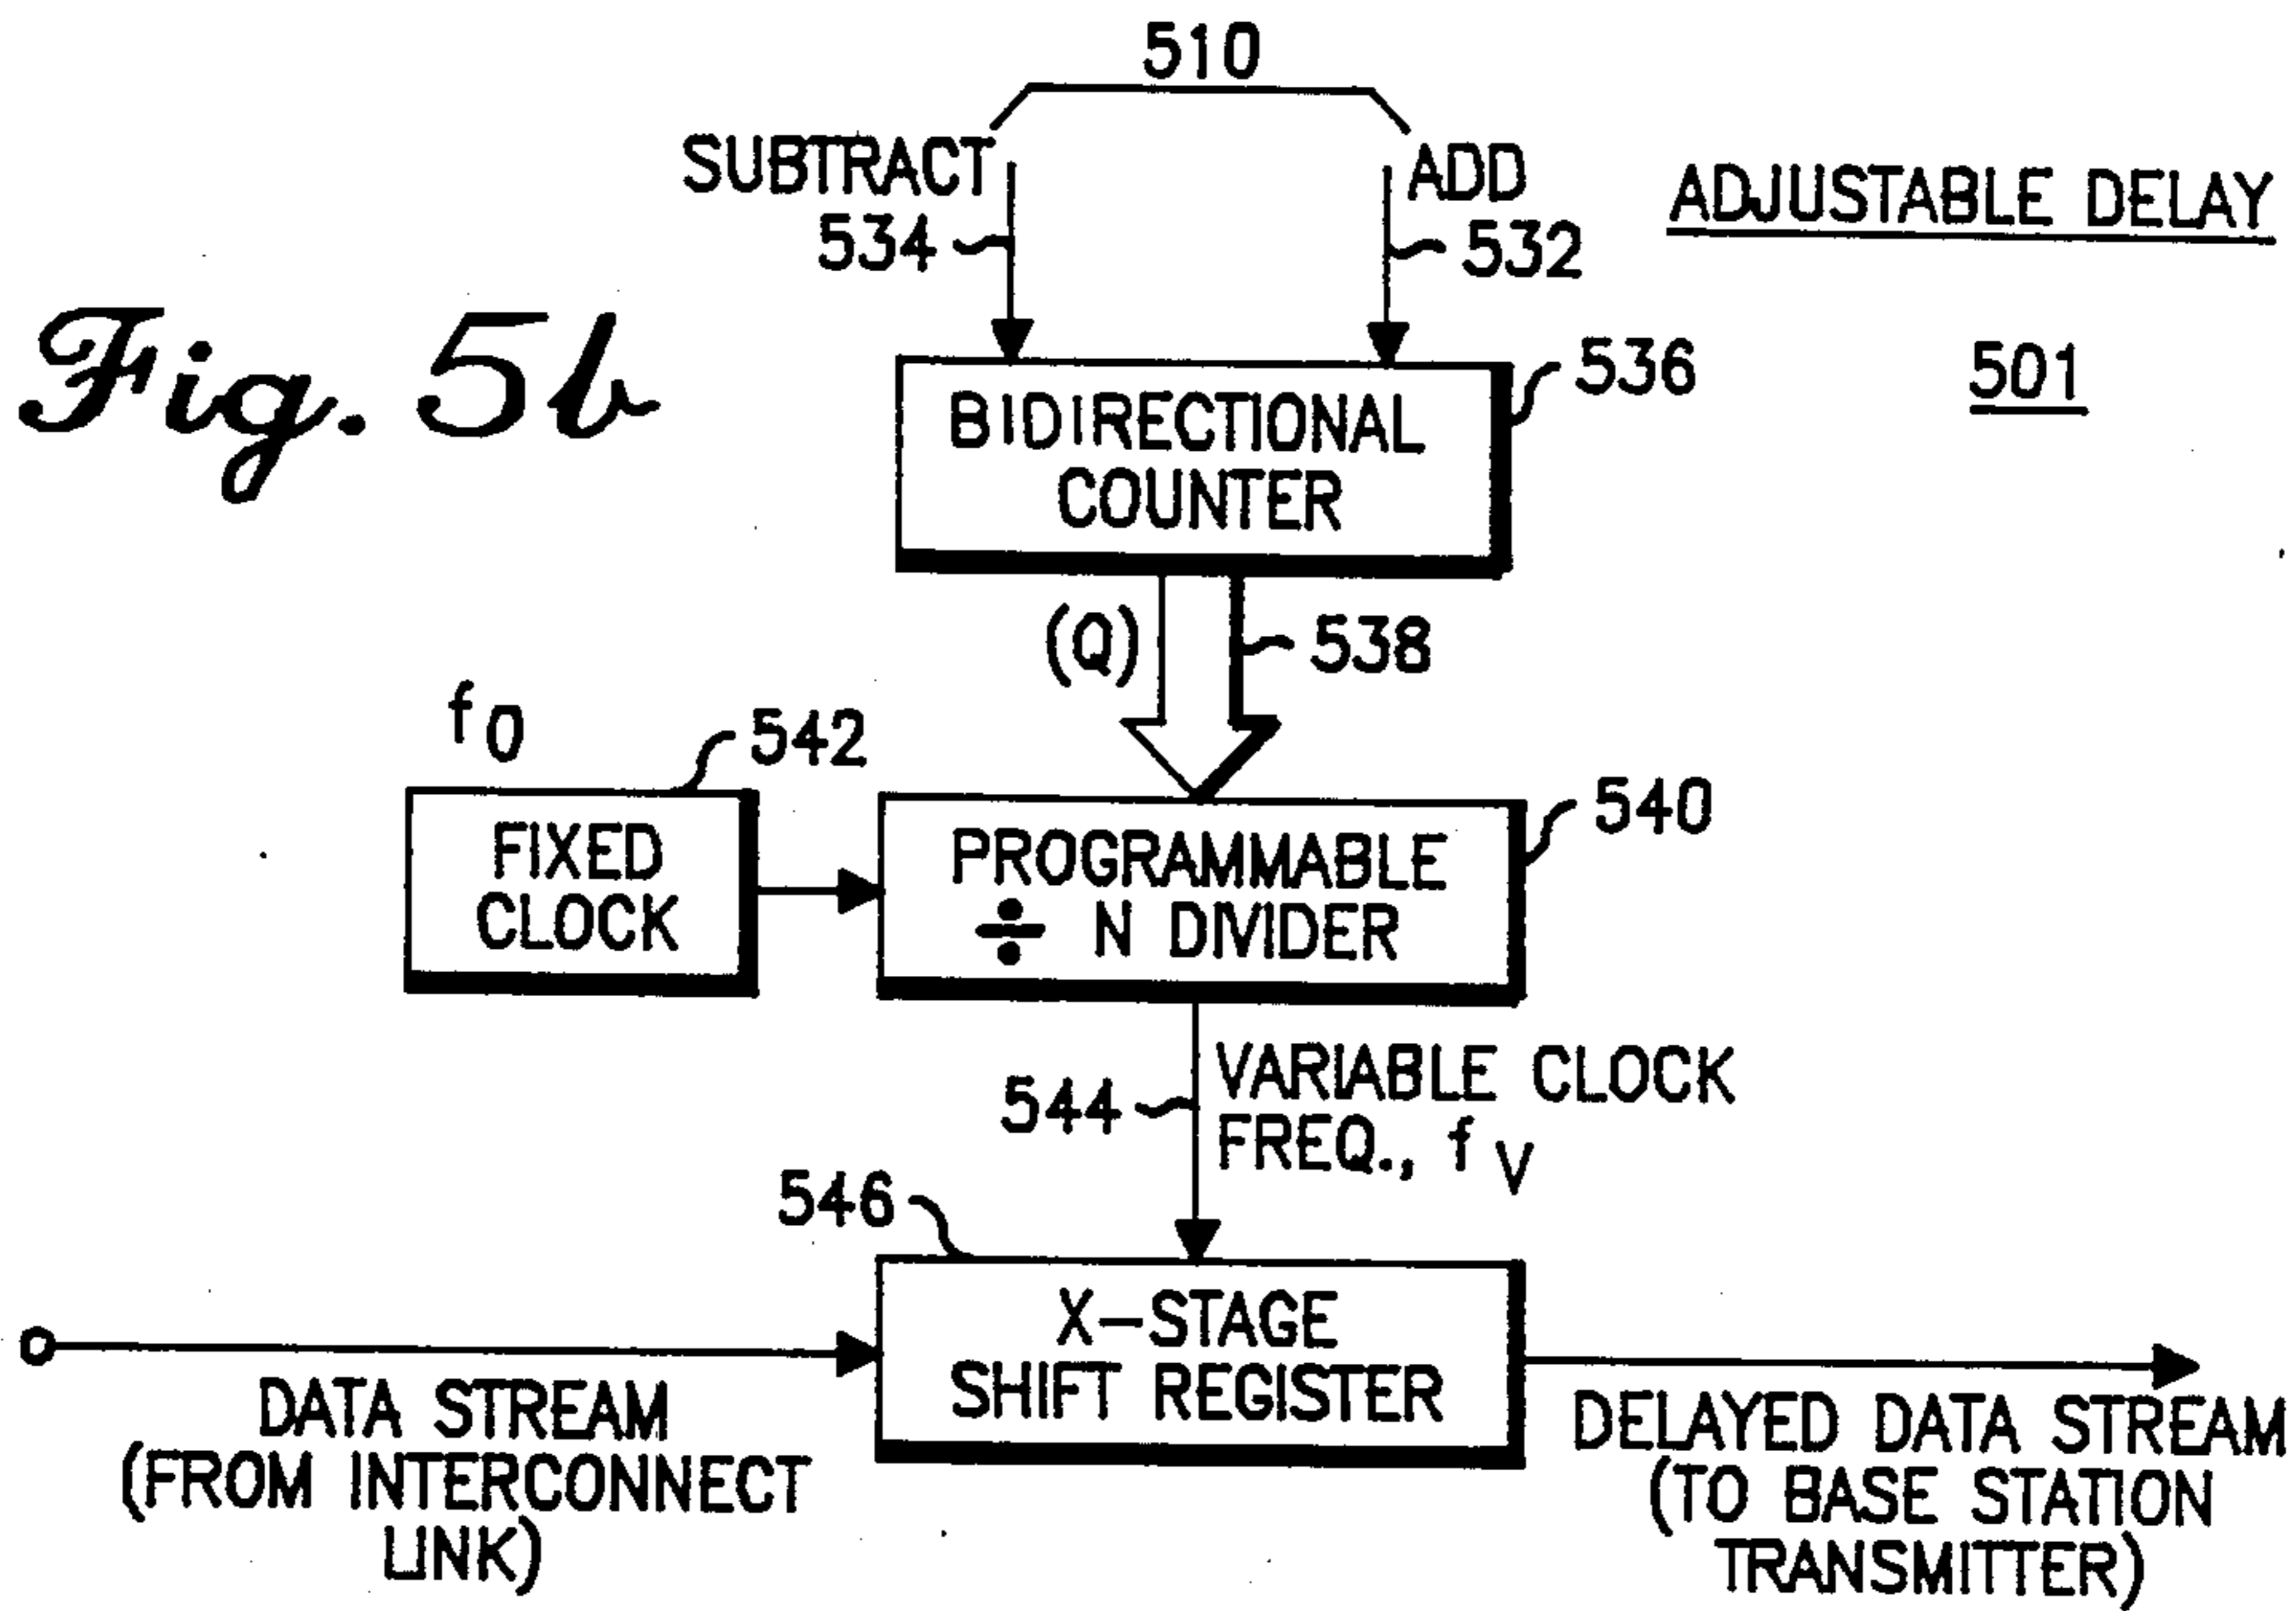 510
SUBTRACT
ADD
ADJUSTABLE DELAY
534
532
Fig. 5b
536
501
BIDIRECTIONAL
COUNTER
(Q)
538
f0
542
540
FIXED
CLOCK
PROGRAMMABLE
÷ N DIVIDER
544
VARIABLE CLOCK
FREQ., fV
546
X-STAGE
SHIFT REGISTER
DATA STREAM
(FROM INTERCONNECT
LINK)
DELAYED DATA STREAM
(TO BASE STATION
TRANSMITTER)